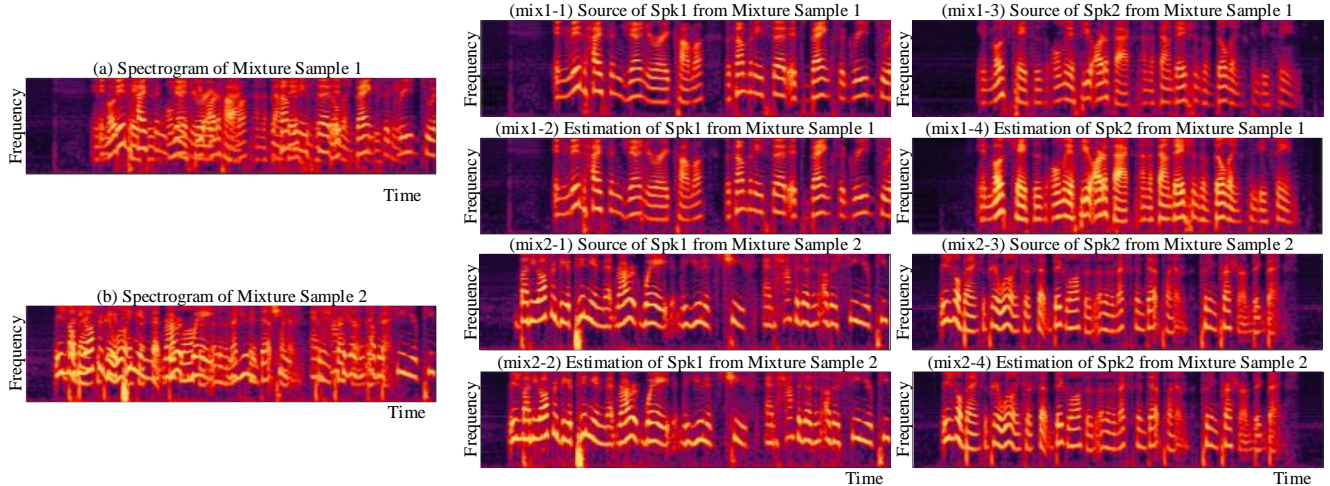 (a) Spectrogram of Mixture Sample 1
Frequency
Time
(b) Spectrogram of Mixture Sample 2
Frequency
Time
(mix1-1) Source of Spk1 from Mixture Sample 1
Frequency
(mix1-2) Estimation of Spk1 from Mixture Sample 1
Frequency
(mix2-1) Source of Spk1 from Mixture Sample 2
Frequency
(mix2-2) Estimation of Spk1 from Mixture Sample 2
Frequency
Time
(mix1-3) Source of Spk2 from Mixture Sample 1
Frequency
(mix1-4) Estimation of Spk2 from Mixture Sample 1
Frequency
(mix2-3) Source of Spk2 from Mixture Sample 2
Frequency
(mix2-4) Estimation of Spk2 from Mixture Sample 2
Frequency
Time